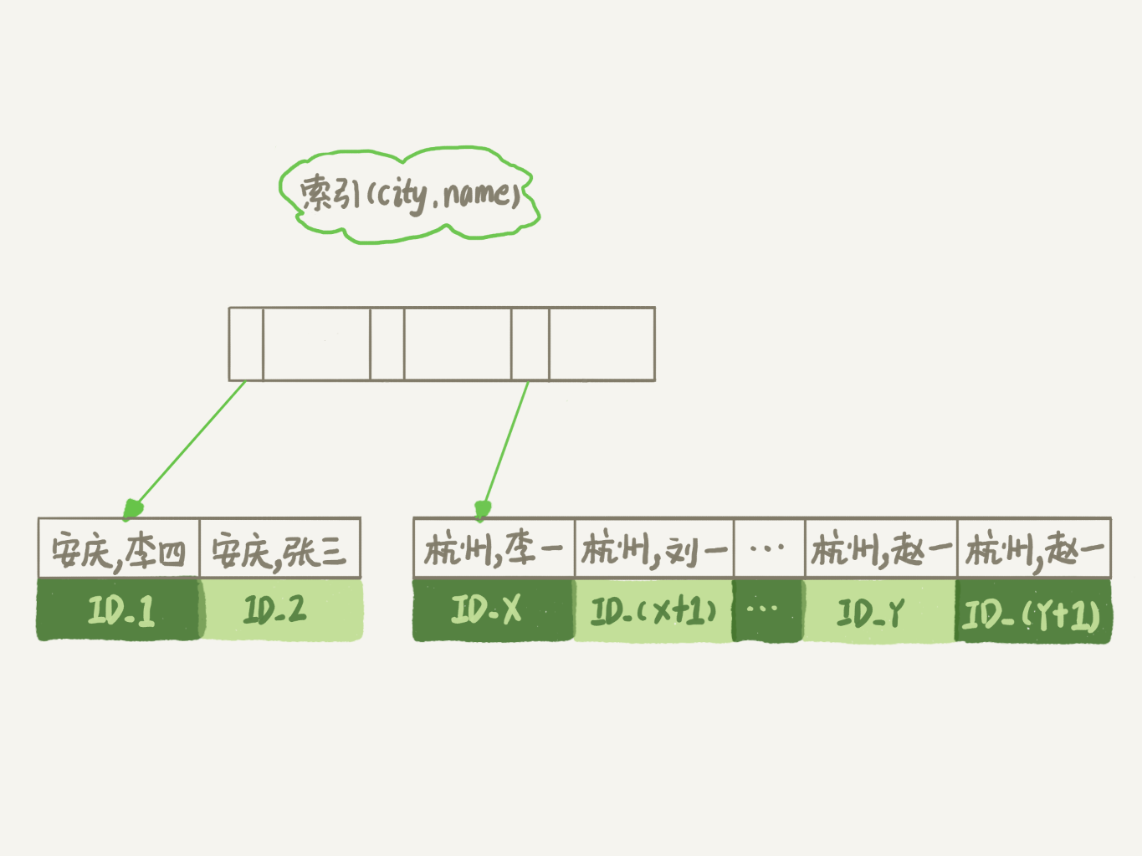 索引(city,name)
安庆,李四 安庆,张三 杭州,李一 杭州,刘一 ... 杭州,赵一 杭州,赵一
ID_1 ID_2 ID_X ID_(X+1) ... ID_Y ID_(Y+1)